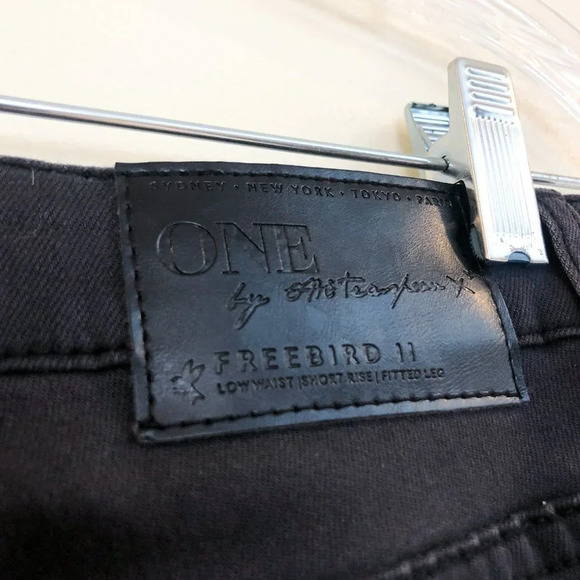 SYDNEY • NEW YORK • TOKYO • PARIS
ONE
by
FREEBIRD II
LOW WAIST | SHORT RISE | FITTED LEG